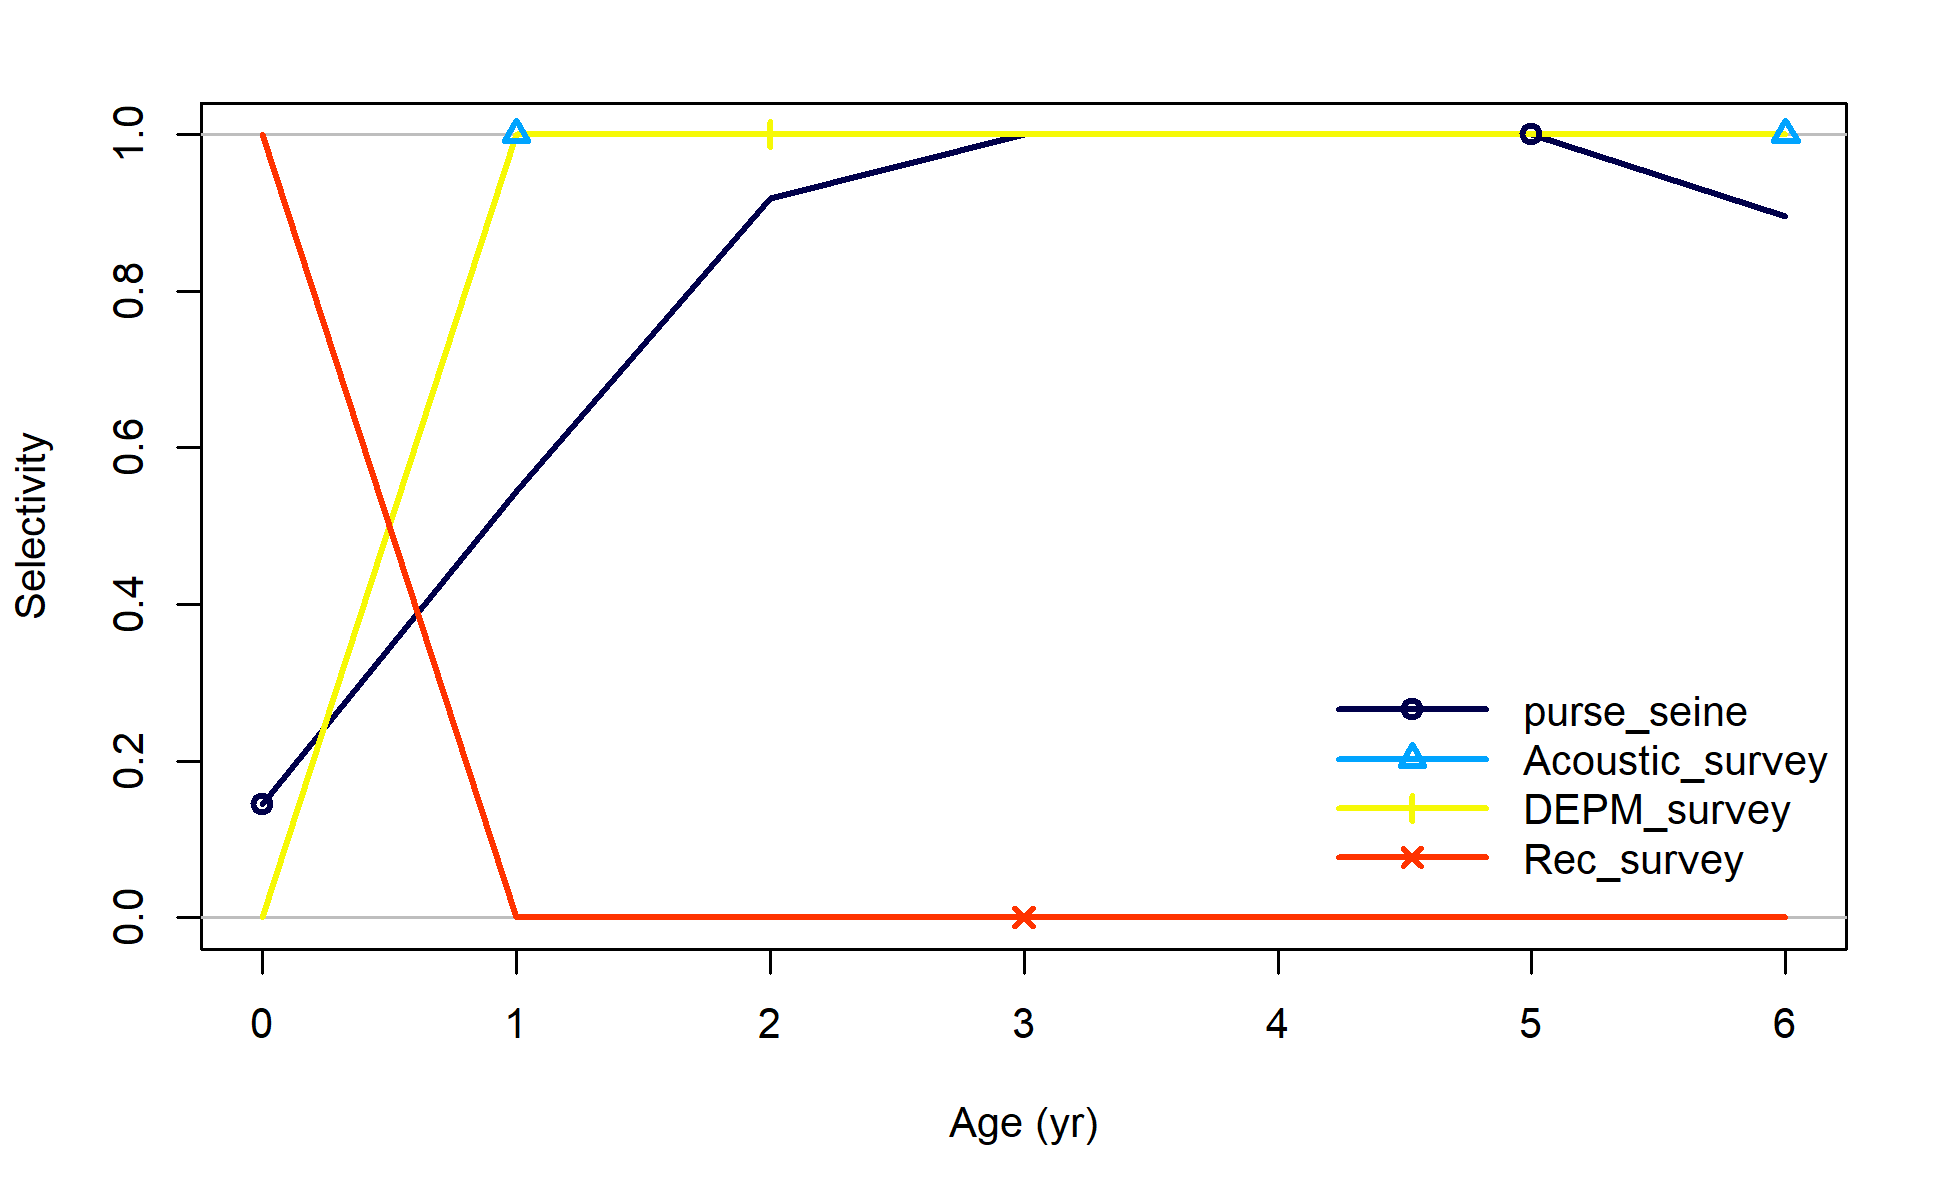 Selectivity
1.0
0.8
0.6
0.4
0.2
0.0
purse_seine
Acoustic_survey
DEPM_survey
Rec_survey
0 1 2 3 4 5 6
Age (yr)